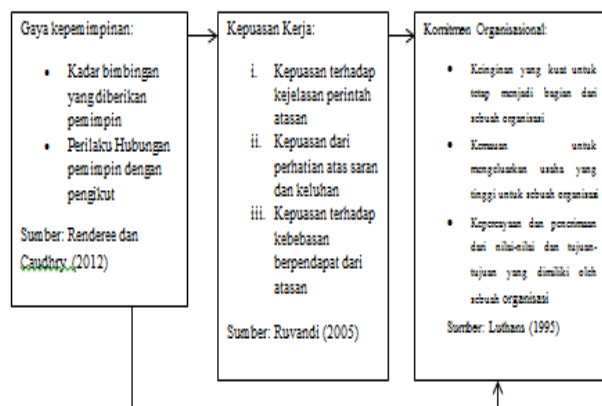 Gaya kepemimpinan:
• Kadar bimbingan
yang diberikan
pemimpin
• Perilaku Hubungan
pemimpin dengan
pengikut
Sumber: Renderee dan
Caudhry (2012)
Kepuasan Kerja:
i. Kepuasan terhadap
kejelasan perintah
atasan
ii. Kepuasan dari
perhatian atas saran
dan keluhan
iii. Kepuasan terhadap
kebebasan
berpendapat dari
atasan
Sumber: Ruvandi (2005)
Komitmen Organisasional:
• Keinginan yang kuat untuk
tetap menjadi bagian dari
sebuah organisasi
• Kemauan untuk
mengeluarkan usaha yang
tinggi untuk sebuah organisasi
• Kepercayaan dan penerimaan
dari nilai-nilai dan tujuan-
tujuan yang dimiliki oleh
sebuah organisasi
Sumber: Luthans (1995)